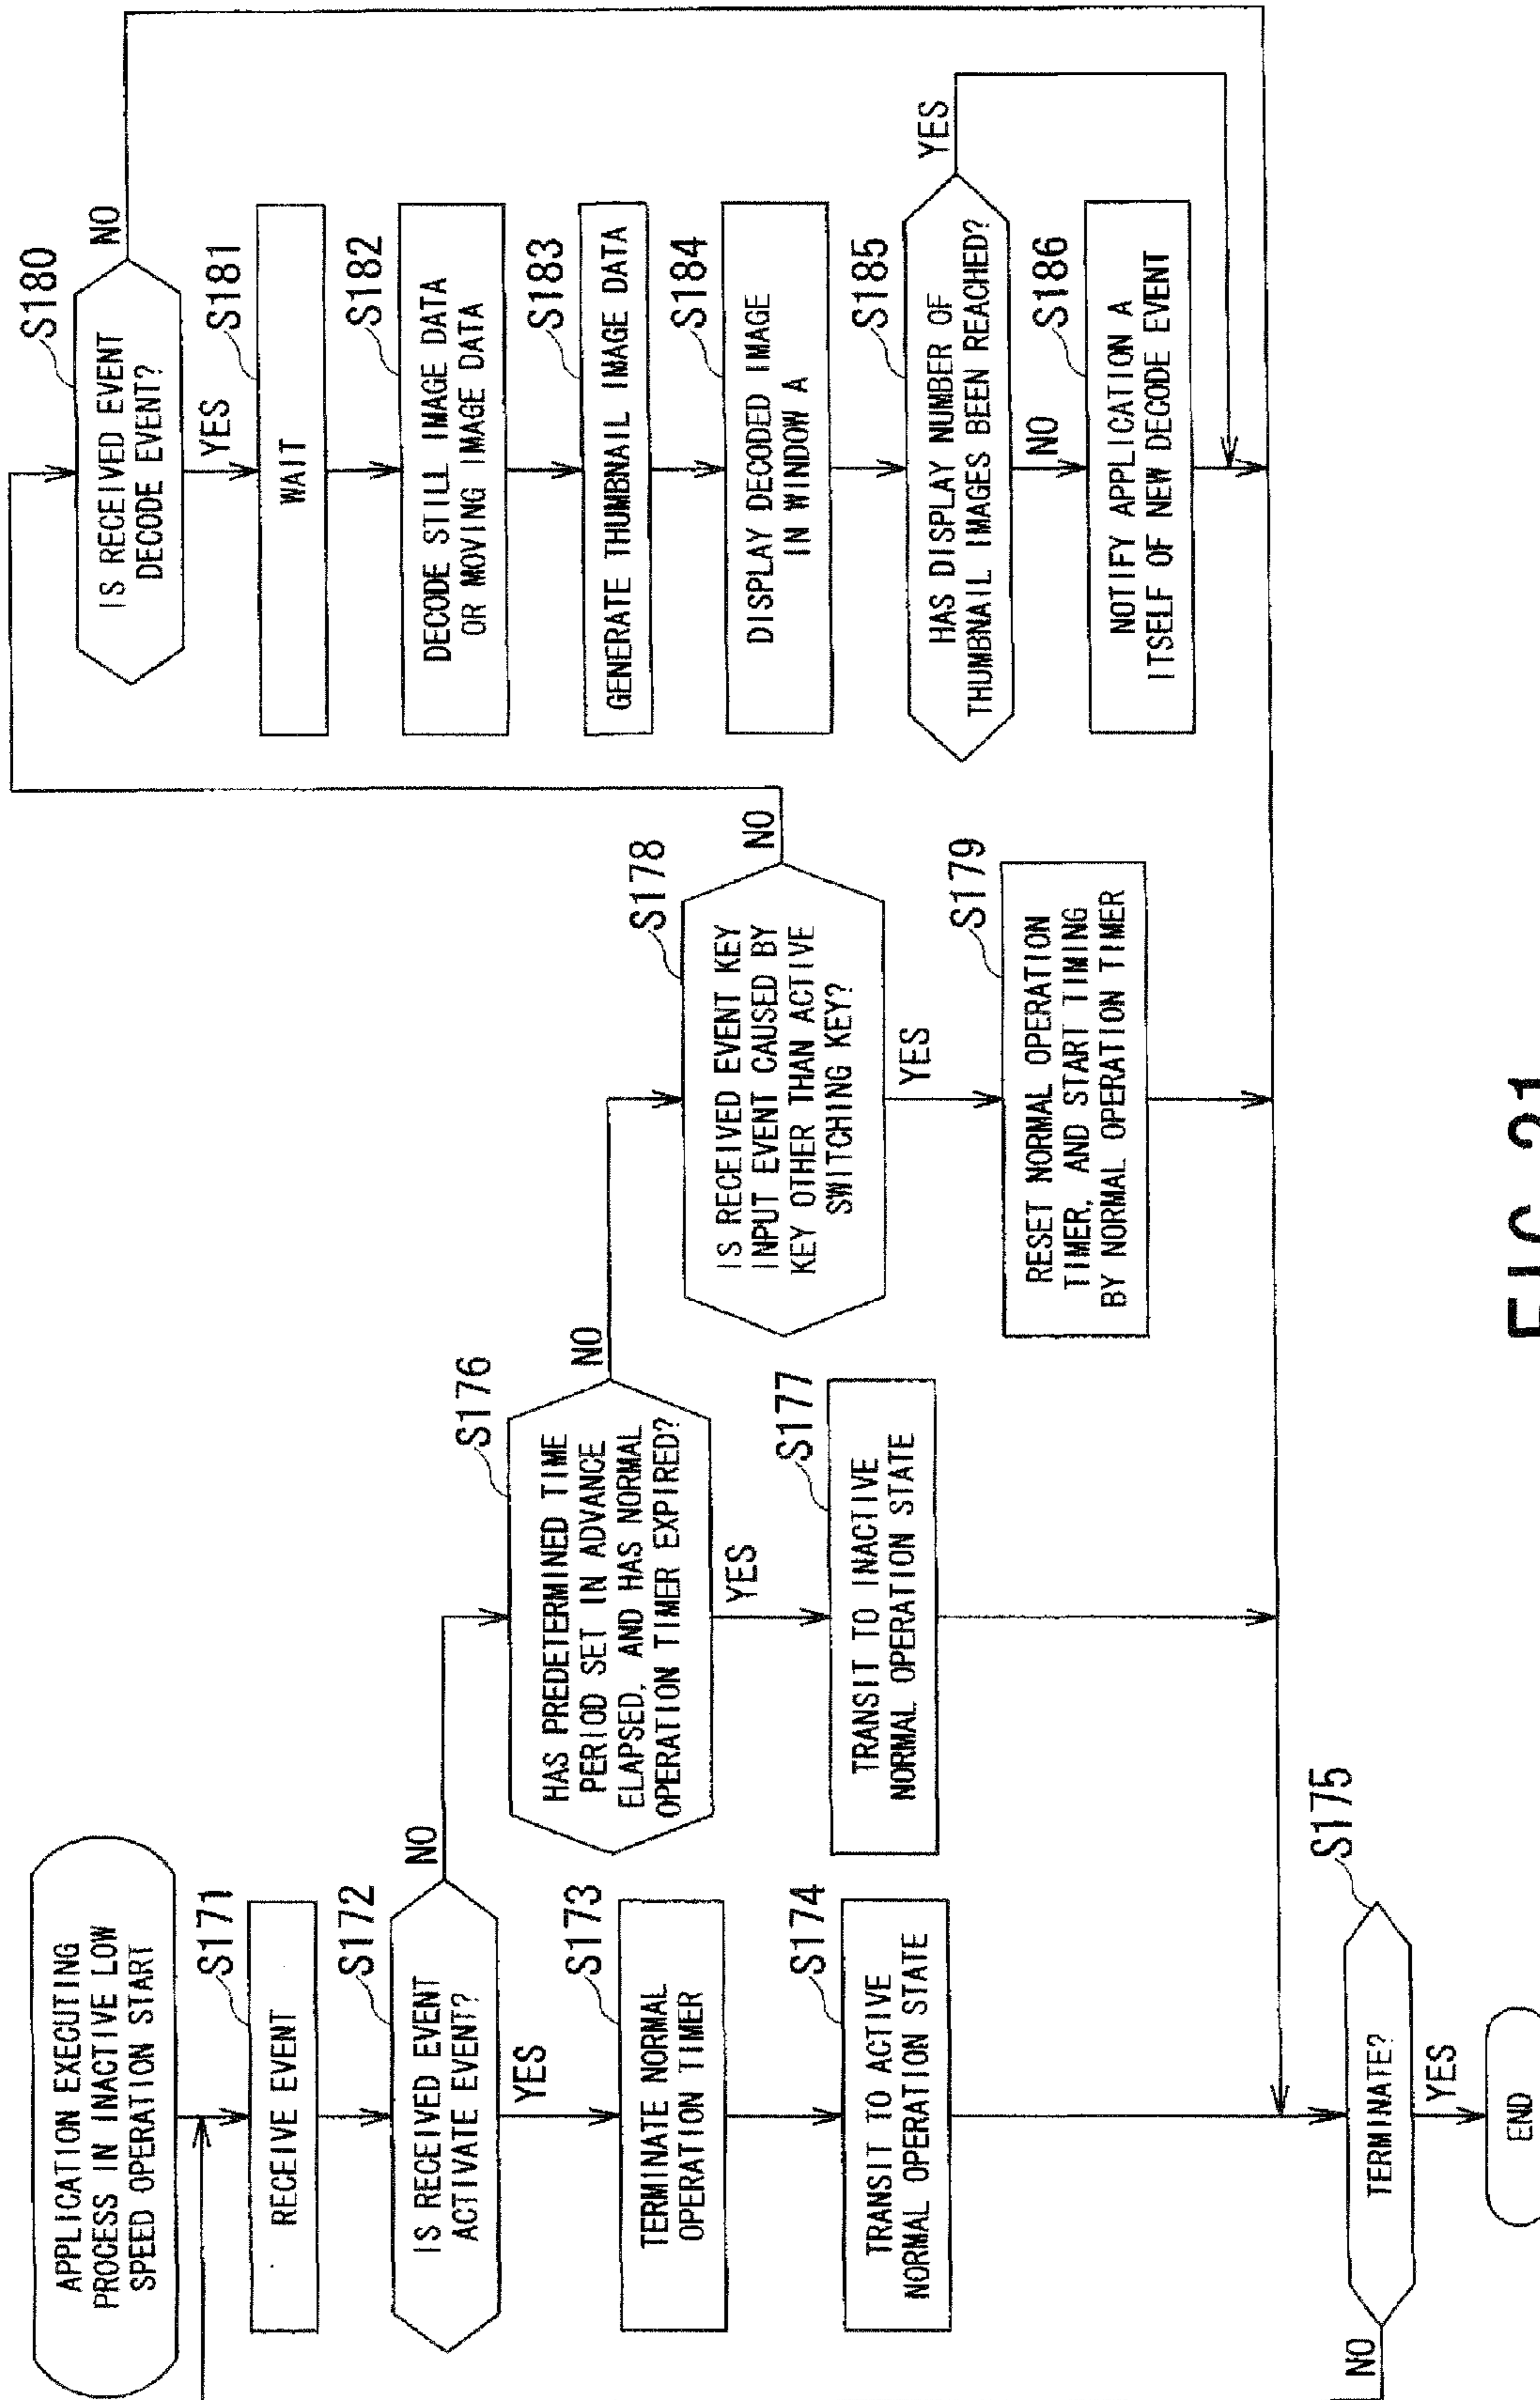 APPLICATION EXECUTING
PROCESS IN INACTIVE LOW
SPEED OPERATION START
S171
RECEIVE EVENT
S172
IS RECEIVED EVENT
ACTIVATE EVENT?
NO
YES
S173
TERMINATE NORMAL
OPERATION TIMER
S174
TRANSIT TO ACTIVE
NORMAL OPERATION STATE
S175
TERMINATE?
NO
YES
END
S176
HAS PREDETERMINED TIME
PERIOD SET IN ADVANCE
ELAPSED, AND HAS NORMAL
OPERATION TIMER EXPIRED?
NO
YES
S177
TRANSIT TO INACTIVE
NORMAL OPERATION STATE
S178
IS RECEIVED EVENT KEY
INPUT EVENT CAUSED BY
KEY OTHER THAN ACTIVE
SWITCHING KEY?
NO
YES
S179
RESET NORMAL OPERATION
TIMER, AND START TIMING
BY NORMAL OPERATION TIMER
S180
IS RECEIVED EVENT
DECODE EVENT?
NO
YES
S181
WAIT
S182
DECODE STILL IMAGE DATA
OR MOVING IMAGE DATA
S183
GENERATE THUMBNAIL IMAGE DATA
S184
DISPLAY DECODED IMAGE
IN WINDOW A
S185
HAS DISPLAY NUMBER OF
THUMBNAIL IMAGES BEEN REACHED?
YES
NO
S186
NOTIFY APPLICATION A
ITSELF OF NEW DECODE EVENT